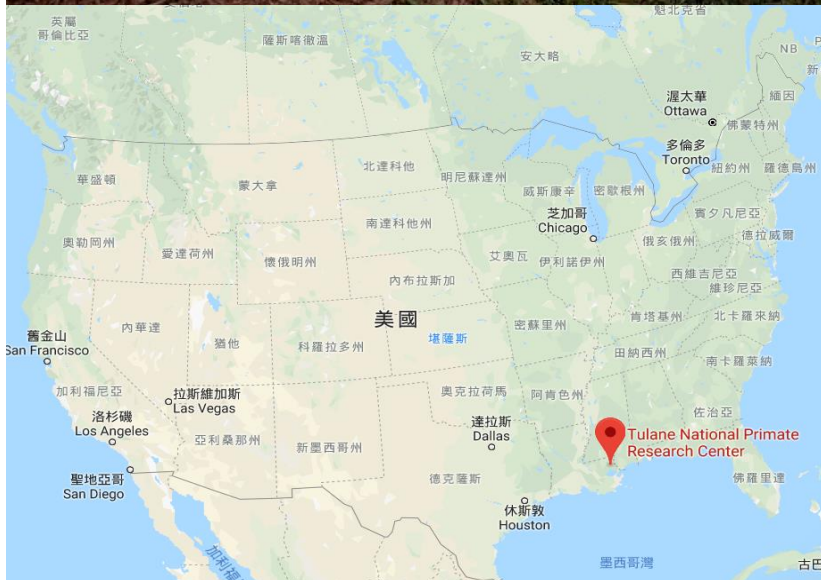 魁北克省
英屬
哥倫比亞
薩斯喀徹溫
安大略
NB
渥太華
Ottawa
緬因
佛蒙特州
多倫多
Toronto
紐約州
羅德島州
華盛頓
蒙大拿
北達科他
明尼蘇達州
威斯康辛
密歇根州
南達科他州
芝加哥
Chicago
賓夕凡尼亞
奧勒岡州
愛達荷州
懷俄明州
艾奧瓦
伊利諾伊州
俄亥俄州
德拉威爾
內布拉斯加
西維吉尼亞
維珍尼亞
美國
舊金山
San Francisco
內華達
猶他
科羅拉多州
堪薩斯
密蘇里州
肯塔基州
北卡羅來納
田納西州
南卡羅萊納
加利福尼亞
拉斯維加斯
Las Vegas
奧克拉荷馬
阿肯色州
洛杉磯
Los Angeles
亞利桑那州
新墨西哥州
達拉斯
Dallas
佐治亞
Tulane National Primate
Research Center
聖地亞哥
San Diego
德克薩斯
佛羅里達
休斯敦
Houston
加利福
墨西哥灣
古巴